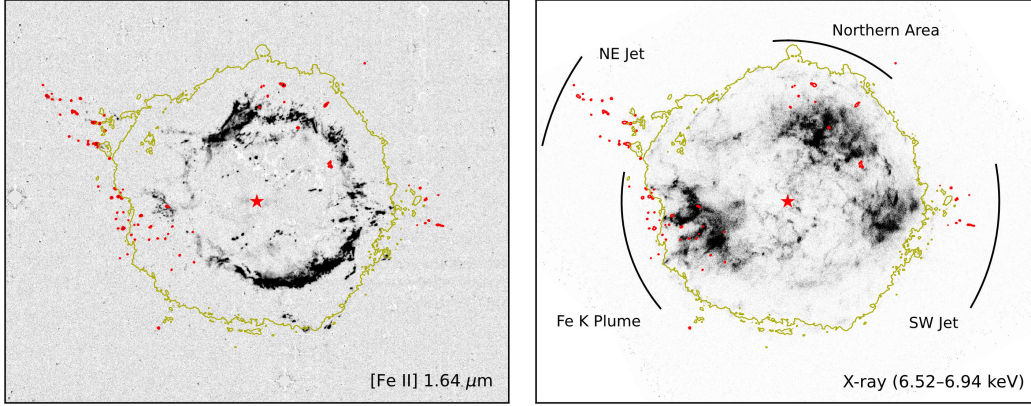 [Fe II] 1.64 μm
Northern Area
NE Jet
Fe K Plume
SW Jet
X-ray (6.52–6.94 keV)